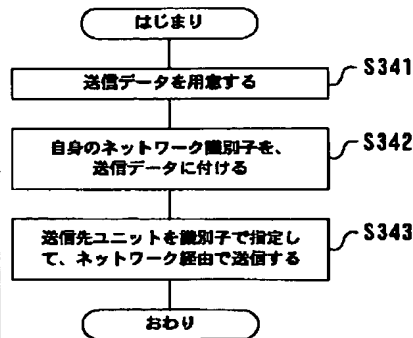 はじまり
送信データを用意する
S341
自身のネットワーク識別子を、
送信データに付ける
S342
送信先ユニットを識別子で指定し
て、ネットワーク経由で送信する
S343
おわり